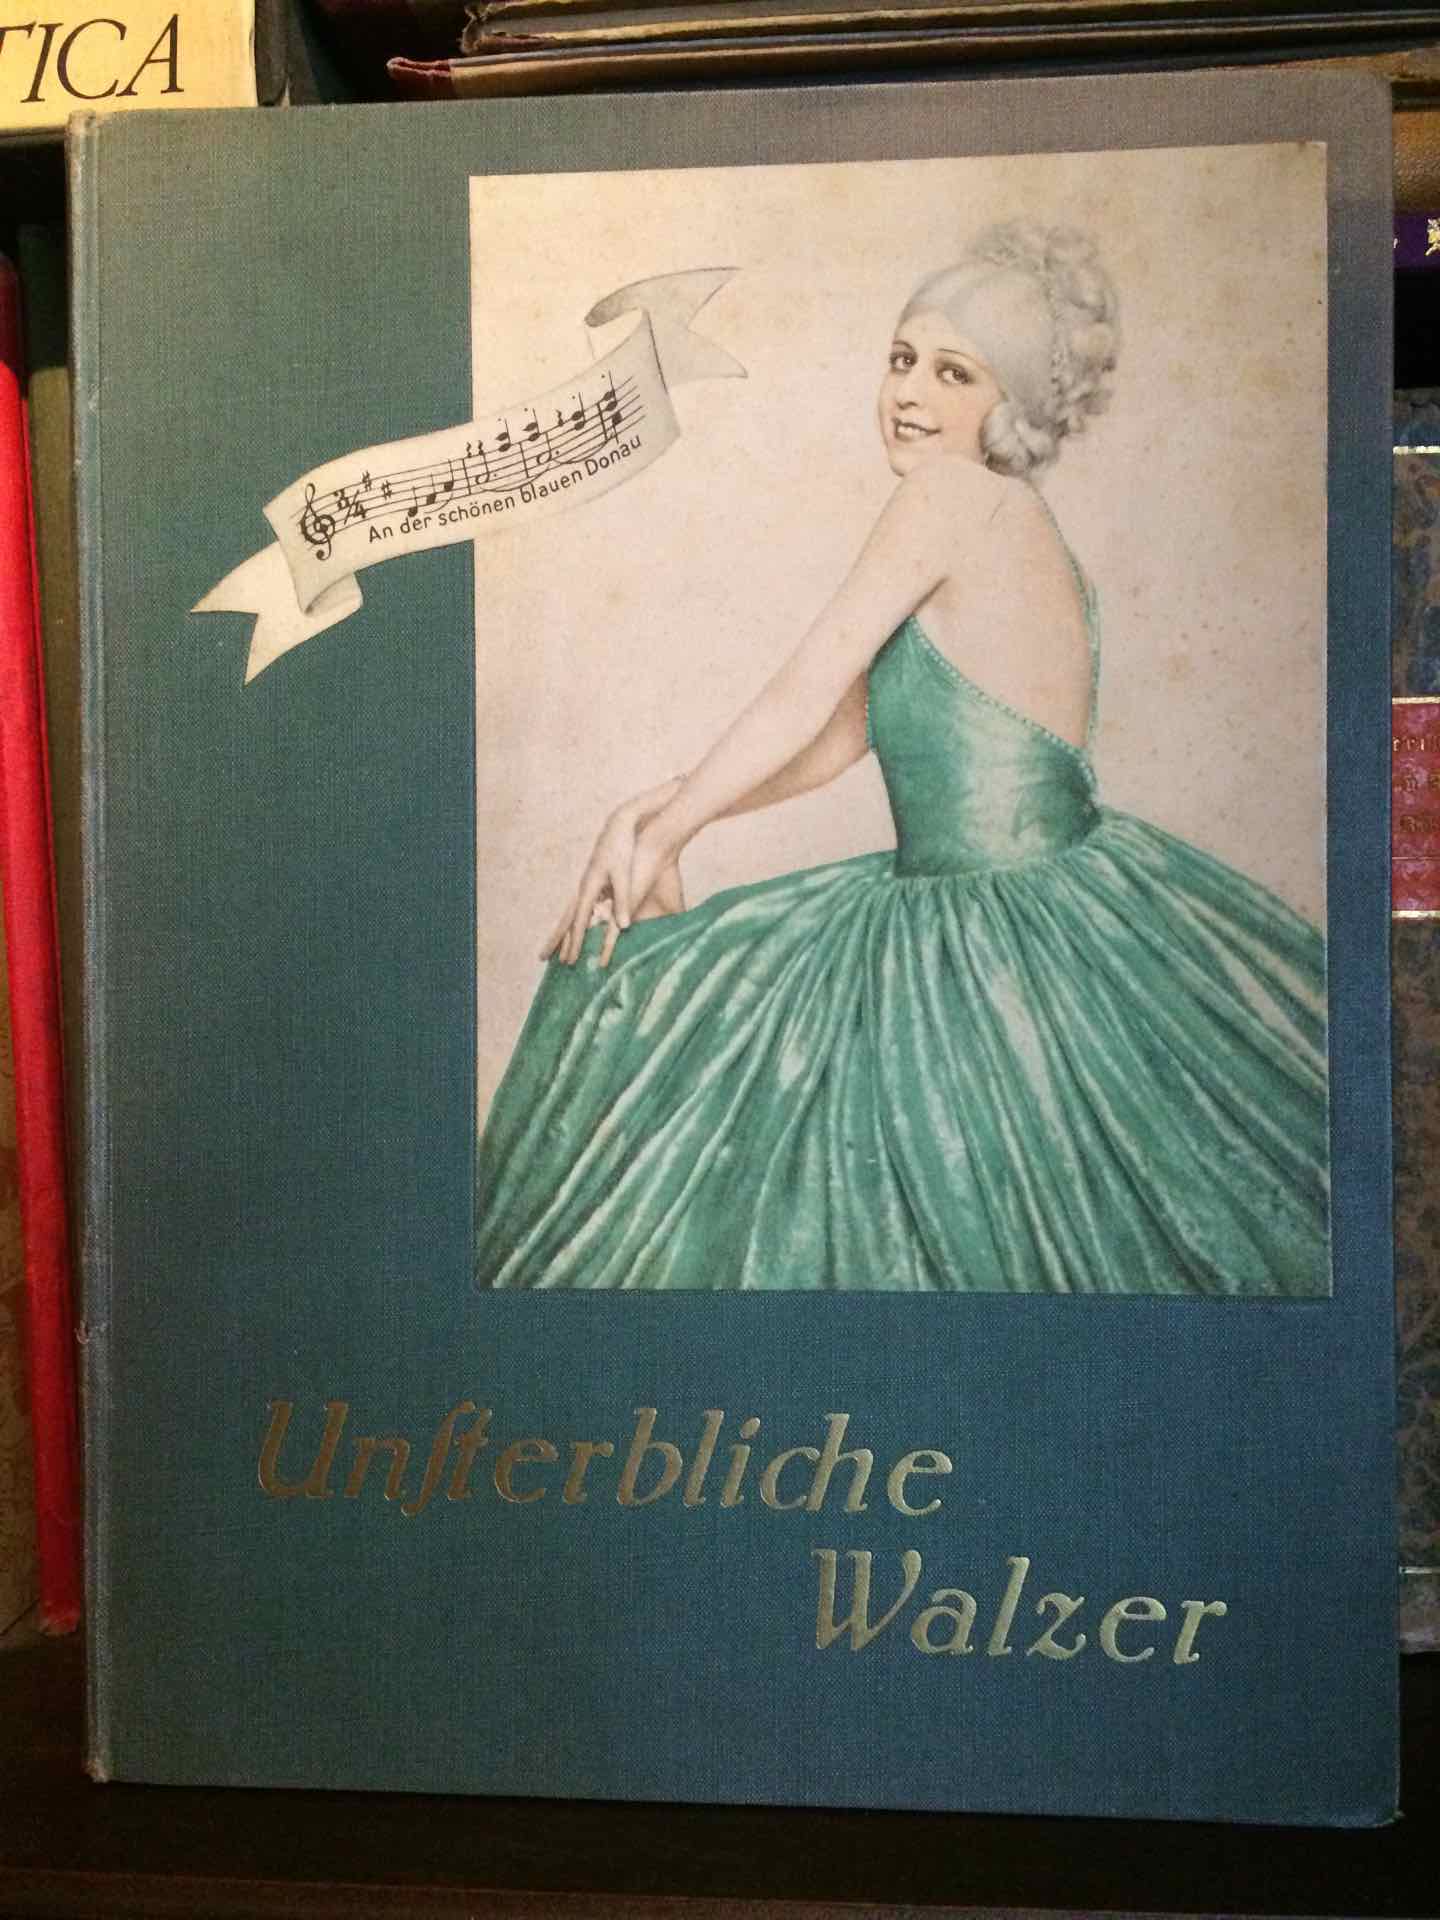 TICA
An der schönen blauen Donau
Unſterbliche
Walzer